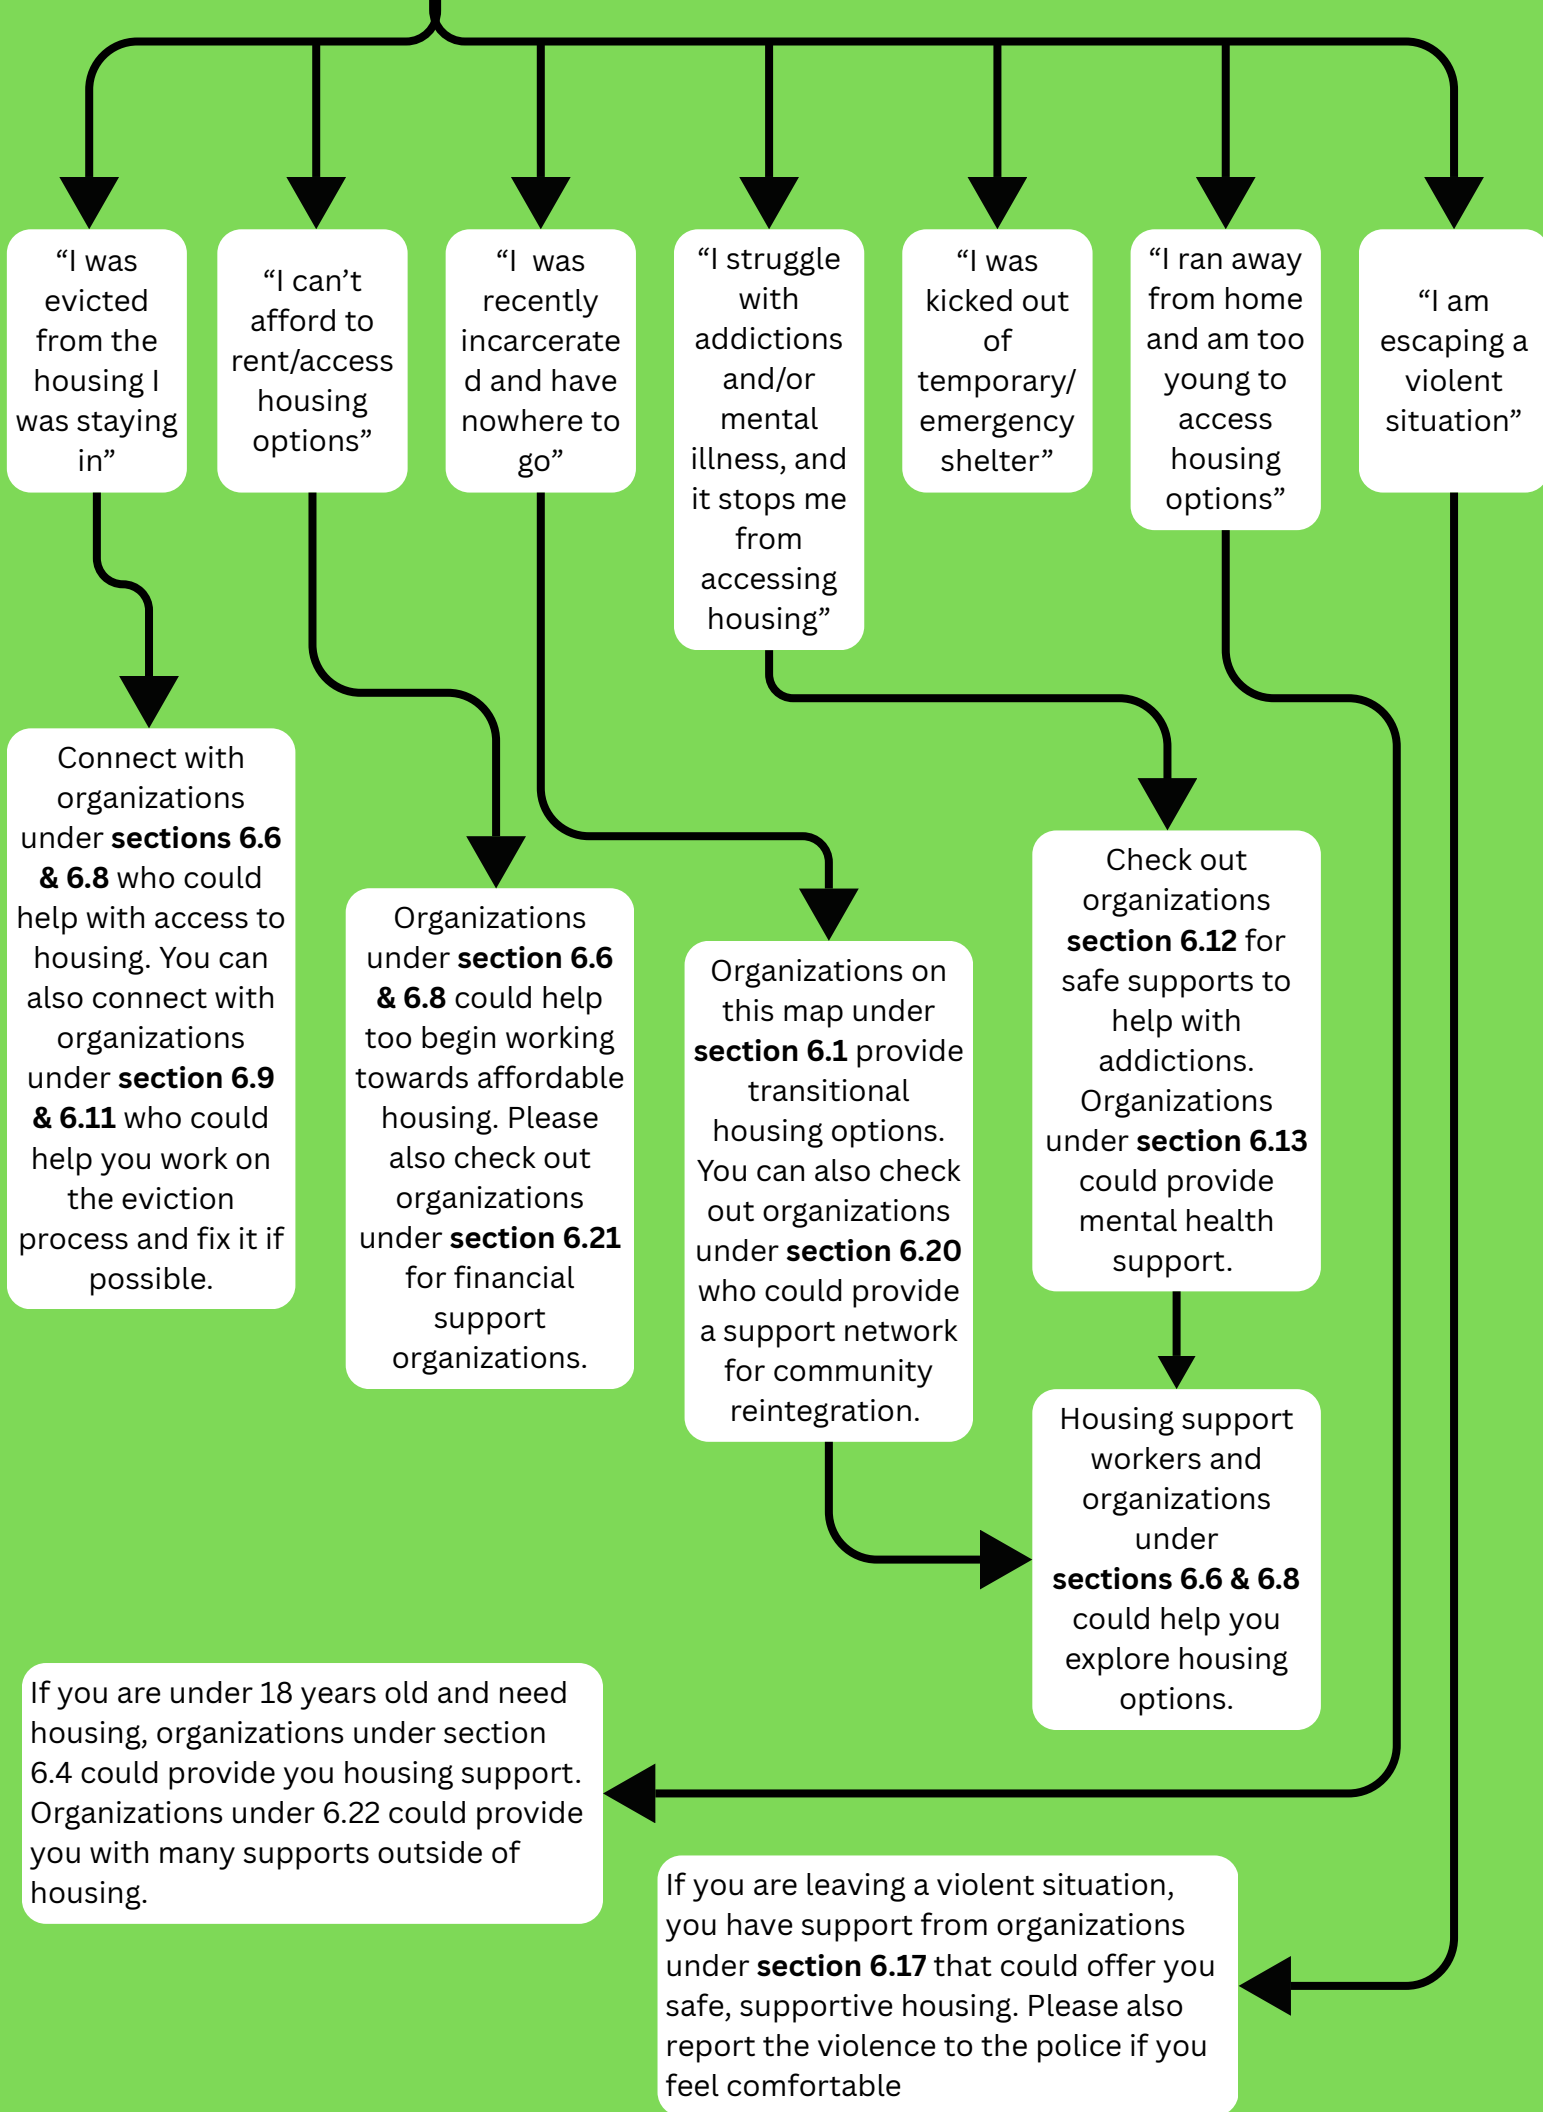 “I was
evicted
from the
housing I
was staying
in”
“I can’t
afford to
rent/access
housing
options”
“I  was
recently
incarcerate
d and have
nowhere to
go”
“I struggle
with
addictions
and/or
mental
illness, and
it stops me
from
accessing
housing”
“I was
kicked out
of
temporary/
emergency
shelter”
“I ran away
from home
and am too
young to
access
housing
options”
“I am
escaping a
violent
situation”
Connect with
organizations
under sections 6.6
& 6.8 who could
help with access to
housing. You can
also connect with
organizations
under section 6.9
& 6.11 who could
help you work on
the eviction
process and fix it if
possible.
Organizations
under section 6.6
& 6.8 could help
too begin working
towards affordable
housing. Please
also check out
organizations
under section 6.21
for financial
support
organizations.
Organizations on
this map under
section 6.1 provide
transitional
housing options.
You can also check
out organizations
under section 6.20
who could provide
a support network
for community
reintegration.
Check out
organizations
section 6.12 for
safe supports to
help with
addictions.
Organizations
under section 6.13
could provide
mental health
support.
Housing support
workers and
organizations
under
sections 6.6 & 6.8
could help you
explore housing
options.
If you are under 18 years old and need
housing, organizations under section
6.4 could provide you housing support.
Organizations under 6.22 could provide
you with many supports outside of
housing.
If you are leaving a violent situation,
you have support from organizations
under section 6.17 that could offer you
safe, supportive housing. Please also
report the violence to the police if you
feel comfortable